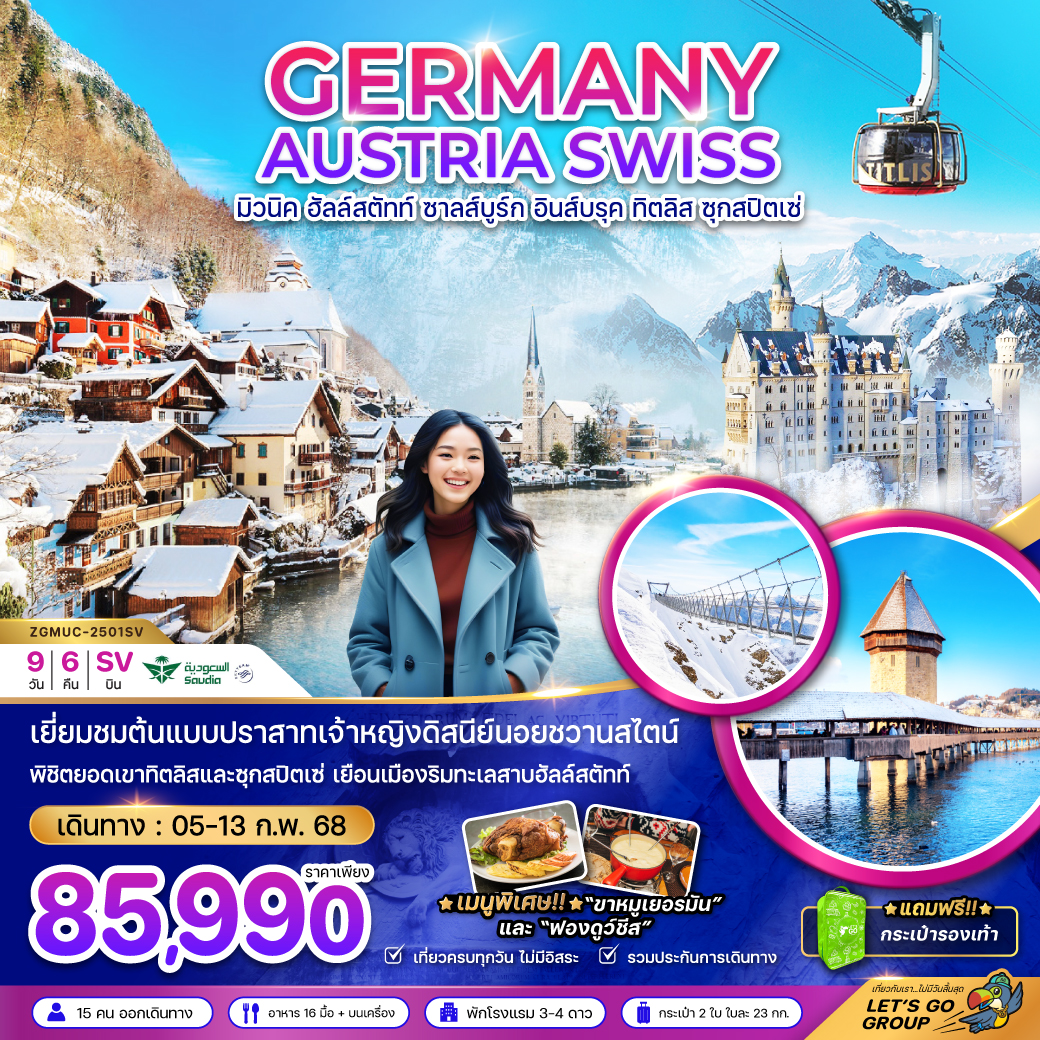 GERMANY
AUSTRIA SWISS
มิวนิค ฮัลล์สตัทท์ ซาลส์บูร์ก อินส์บรุค ทิตลิส ซุกสปิตเซ่
TITLIS
ZGMUC-2501SV
9 วัน
6 คืน
SV บิน
السعودية
Saudia
เยี่ยมชมต้นแบบปราสาทเจ้าหญิงดิสนีย์นอยชวานสไตน์
พิชิตยอดเขาทิตลิสและซุกสปิตเซ่ เยือนเมืองริมทะเลสาบฮัลล์สตัทท์
เดินทาง : 05-13 ก.พ. 68
ราคาเพียง
85,990
เมนูพิเศษ!! "ขาหมูเยอรมัน"
และ "ฟองดูว์ชีส"
เที่ยวครบทุกวัน ไม่มีอิสระ
รวมประกันการเดินทาง
แถมฟรี!!
กระเป๋ารองเท้า
15 คน ออกเดินทาง
อาหาร 16 มื้อ + บนเครื่อง
พักโรงแรม 3-4 ดาว
กระเป๋า 2 ใบ ใบละ 23 กก.
เที่ยวกับเรา...ไม่มีวันสิ้นสุด
LET'S GO
GROUP